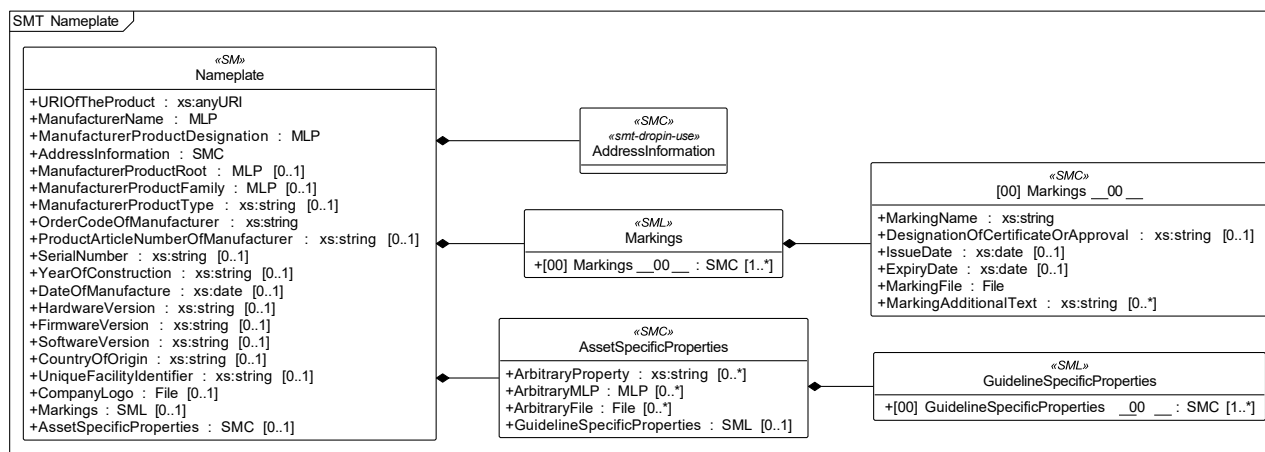 SMT Nameplate
«SM»
Nameplate
+URIOfTheProduct : xs:anyURI
+ManufacturerName : MLP
+ManufacturerProductDesignation : MLP
+AddressInformation : SMC
+ManufacturerProductRoot : MLP [0..1]
+ManufacturerProductFamily : MLP [0..1]
+ManufacturerProductType : xs:string [0..1]
+OrderCodeOfManufacturer : xs:string
+ProductArticleNumberOfManufacturer : xs:string [0..1]
+SerialNumber : xs:string [0..1]
+YearOfConstruction : xs:string [0..1]
+DateOfManufacture : xs:date [0..1]
+HardwareVersion : xs:string [0..1]
+FirmwareVersion : xs:string [0..1]
+SoftwareVersion : xs:string [0..1]
+CountryOfOrigin : xs:string [0..1]
+UniqueFacilityIdentifier : xs:string [0..1]
+CompanyLogo : File [0..1]
+Markings : SML [0..1]
+AssetSpecificProperties : SMC [0..1]
«SMC»
«smt-dropin-use»
AddressInformation
«SML»
Markings
+[00] Markings __00__ : SMC [1..*]
«SMC»
[00] Markings __00__
+MarkingName : xs:string
+DesignationOfCertificateOrApproval : xs:string [0..1]
+IssueDate : xs:date [0..1]
+ExpiryDate : xs:date [0..1]
+MarkingFile : File
+MarkingAdditionalText : xs:string [0..*]
«SMC»
AssetSpecificProperties
+ArbitraryProperty : xs:string [0..*]
+ArbitraryMLP : MLP [0..*]
+ArbitraryFile : File [0..*]
+GuidelineSpecificProperties : SML [0..1]
«SML»
GuidelineSpecificProperties
+[00] GuidelineSpecificProperties __00__ : SMC [1..*]